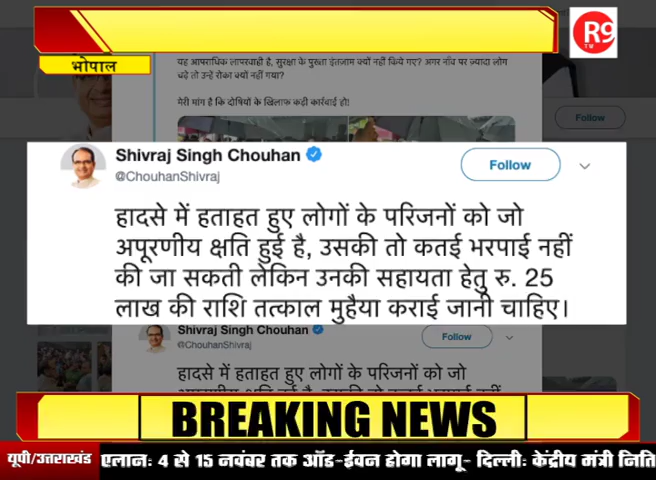 R9
TV
भोपाल
यह आपराधिक लापरवाही है, सुरक्षा के पुख्ता इंतज़ाम क्यों नहीं किये गए? अगर नाँव पर ज़्यादा लोग
चढ़े तो उन्हें रोका क्यों नहीं गया?
मेरी मांग है कि दोषियों के खिलाफ कड़ी कार्रवाई हो!
Follow
Shivraj Singh Chouhan
@ChouhanShivraj
Follow
हादसे में हताहत हुए लोगों के परिजनों को जो
अपूरणीय क्षति हुई है, उसकी तो कतई भरपाई नहीं
की जा सकती लेकिन उनकी सहायता हेतु रु. 25
लाख की राशि तत्काल मुहैया कराई जानी चाहिए।
Shivraj Singh Chouhan
@ChouhanShivraj
Follow
हादसे में हताहत हुए लोगों के परिजनों को जो
BREAKING NEWS
यूपी/उत्तराखंड
एलान: 4 से 15 नवंबर तक ऑड-ईवन होगा लागू- दिल्ली: केंद्रीय मंत्री निति